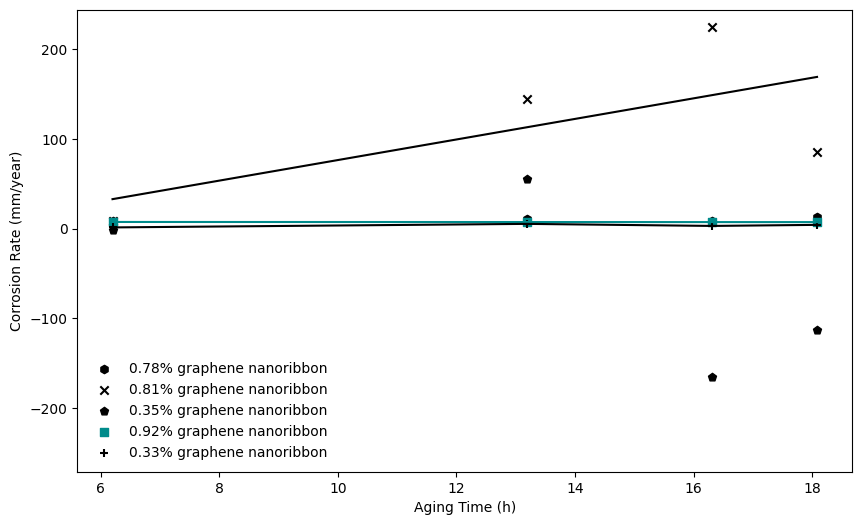 200
100
0
−100
−200
Corrosion Rate (mm/year)
0.78% graphene nanoribbon
0.81% graphene nanoribbon
0.35% graphene nanoribbon
0.92% graphene nanoribbon
0.33% graphene nanoribbon
6 8 10 12 14 16 18
Aging Time (h)